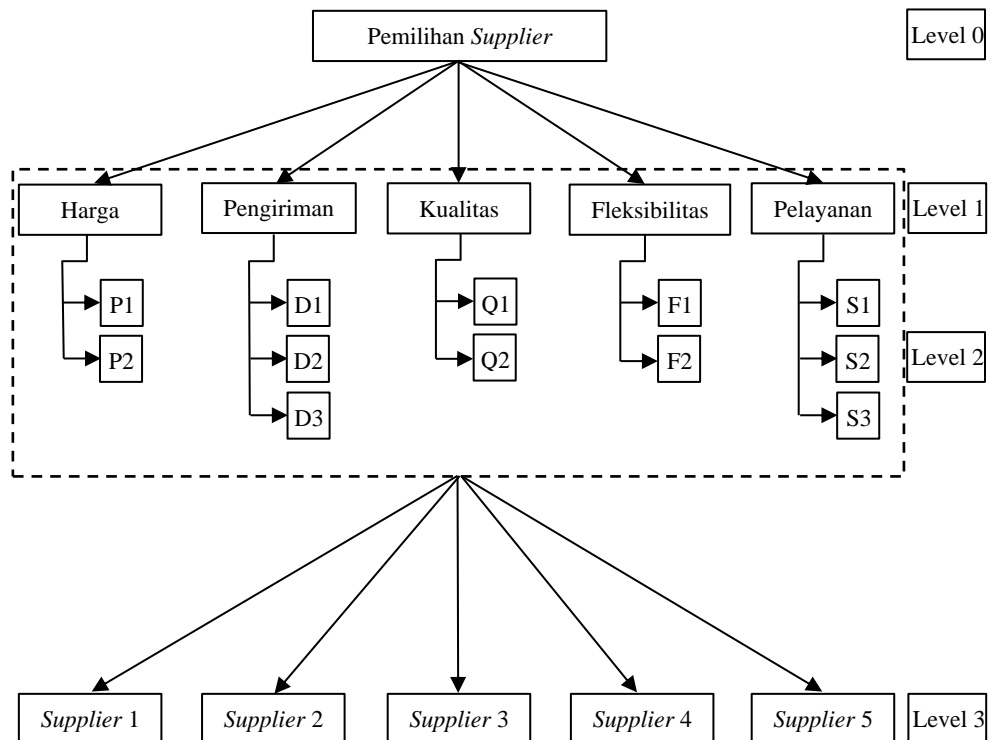 Pemilihan Supplier
Level 0
Harga
Pengiriman
Kualitas
Fleksibilitas
Pelayanan
Level 1
P1
D1
Q1
F1
S1
P2
D2
Q2
F2
S2
Level 2
D3
S3
Supplier 1
Supplier 2
Supplier 3
Supplier 4
Supplier 5
Level 3